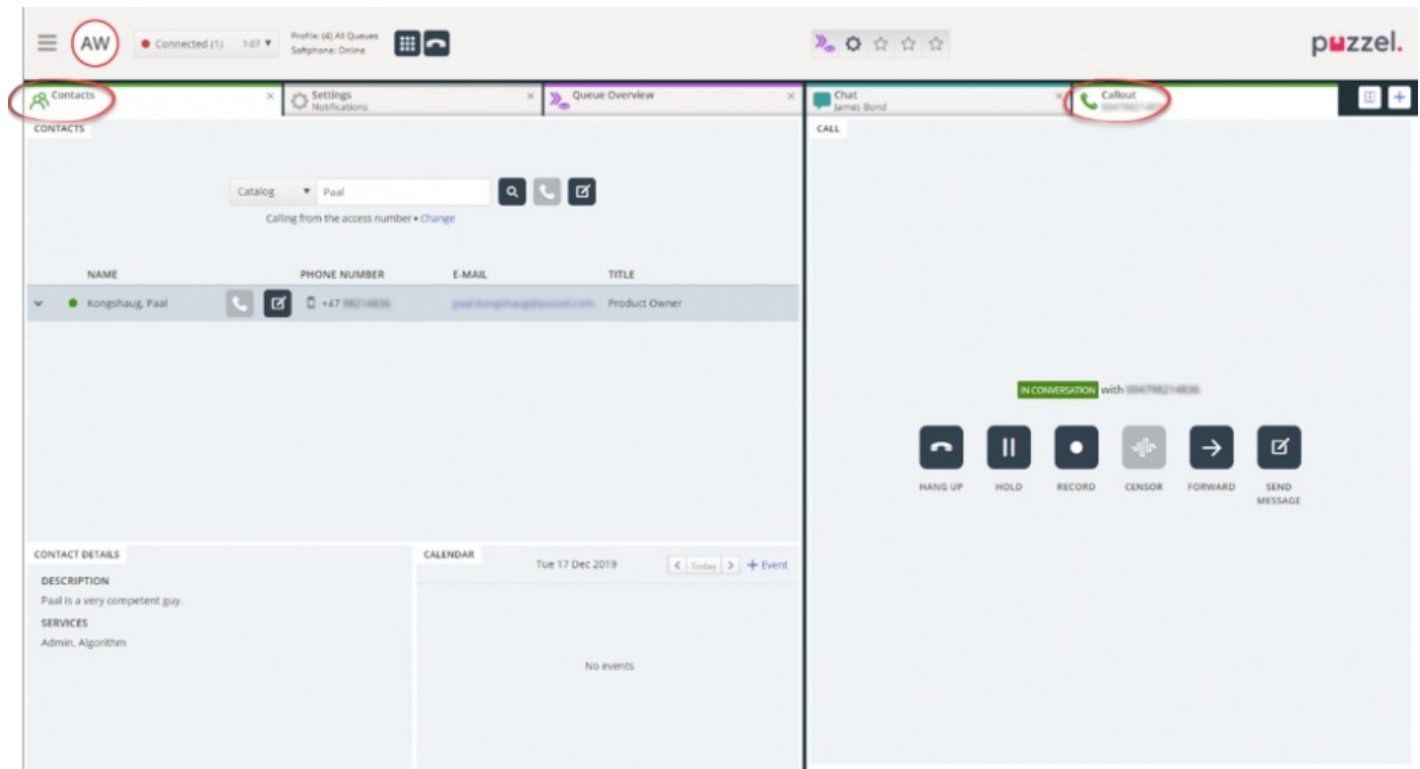 AW
Connected (1) 1:07
Profile: (4) All Queues
Softphone: Online
puzzel.
Contacts
Settings
Notifications
Queue Overview
Chat
James Bond
Callout
CONTACTS
Catalog Paal
Calling from the access number • Change
NAME PHONE NUMBER E-MAIL TITLE
Kongshaug, Paal +47 Product Owner
CONTACT DETAILS
DESCRIPTION
Paal is a very competent guy.
SERVICES
Admin, Algorithm
CALENDAR
Tue 17 Dec 2019 Today + Event
No events
CALL
IN CONVERSATION with
HANG UP HOLD RECORD CENSOR FORWARD SEND
MESSAGE